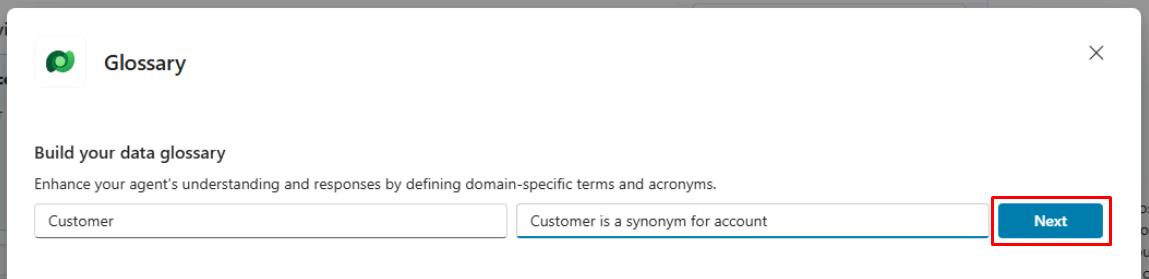 Glossary
Build your data glossary
Enhance your agent's understanding and responses by defining domain-specific terms and acronyms.
Customer
Customer is a synonym for account
Next